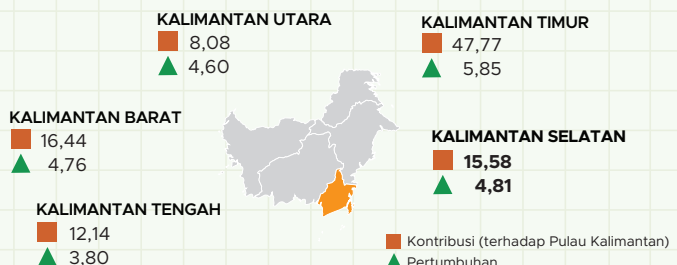 KALIMANTAN UTARA
8,08
4,60
KALIMANTAN TIMUR
47,77
5,85
KALIMANTAN BARAT
16,44
4,76
KALIMANTAN SELATAN
15,58
4,81
KALIMANTAN TENGAH
12,14
3,80
Kontribusi (terhadap Pulau Kalimantan)
Pertumbuhan